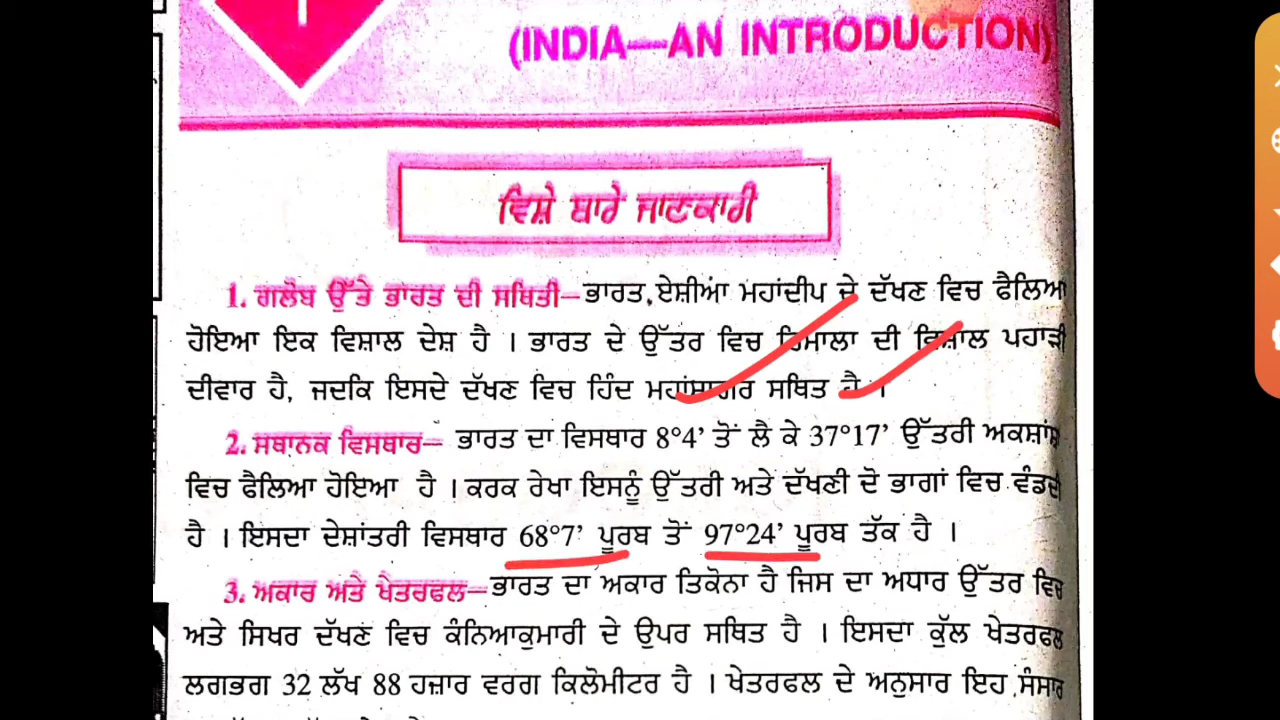 (INDIA—AN INTRODUCTION)
ਵਿਸ਼ੇ ਬਾਰੇ ਜਾਣਕਾਰੀ
1. ਗਲੋਬ ਉੱਤੇ ਭਾਰਤ ਦੀ ਸਥਿਤੀ–ਭਾਰਤ,ਏਸ਼ੀਆਂ ਮਹਾਂਦੀਪ ਦੇ ਦੱਖਣ ਵਿਚ ਫੈਲਿਆ
ਹੋਇਆ ਇਕ ਵਿਸ਼ਾਲ ਦੇਸ਼ ਹੈ । ਭਾਰਤ ਦੇ ਉੱਤਰ ਵਿਚ ਹਿਮਾਲਾ ਦੀ ਵਿਸ਼ਾਲ ਪਹਾੜੀ
ਦੀਵਾਰ ਹੈ, ਜਦਕਿ ਇਸਦੇ ਦੱਖਣ ਵਿਚ ਹਿੰਦ ਮਹਾਂਸਾਗਰ ਸਥਿਤ ਹੈ ।
2. ਸਥਾਨਕ ਵਿਸਥਾਰ– ਭਾਰਤ ਦਾ ਵਿਸਥਾਰ 8°4’ ਤੋਂ ਲੈ ਕੇ 37°17’ ਉੱਤਰੀ ਅਕਸ਼ਾਂਸ਼
ਵਿਚ ਫੈਲਿਆ ਹੋਇਆ ਹੈ । ਕਰਕ ਰੇਖਾ ਇਸਨੂੰ ਉੱਤਰੀ ਅਤੇ ਦੱਖਣੀ ਦੋ ਭਾਗਾਂ ਵਿਚ ਵੰਡਦੀ
ਹੈ । ਇਸਦਾ ਦੇਸ਼ਾਂਤਰੀ ਵਿਸਥਾਰ 68°7’ ਪੂਰਬ ਤੋਂ 97°24’ ਪੂਰਬ ਤੱਕ ਹੈ ।
3. ਅਕਾਰ ਅਤੇ ਖੇਤਰਫਲ–ਭਾਰਤ ਦਾ ਅਕਾਰ ਤਿਕੋਨਾ ਹੈ ਜਿਸ ਦਾ ਅਧਾਰ ਉੱਤਰ ਵਿਚ
ਅਤੇ ਸਿਖਰ ਦੱਖਣ ਵਿਚ ਕੰਨਿਆਕੁਮਾਰੀ ਦੇ ਉਪਰ ਸਥਿਤ ਹੈ । ਇਸਦਾ ਕੁੱਲ ਖੇਤਰਫਲ
ਲਗਭਗ 32 ਲੱਖ 88 ਹਜ਼ਾਰ ਵਰਗ ਕਿਲੋਮੀਟਰ ਹੈ । ਖੇਤਰਫਲ ਦੇ ਅਨੁਸਾਰ ਇਹ ਸੰਸਾਰ